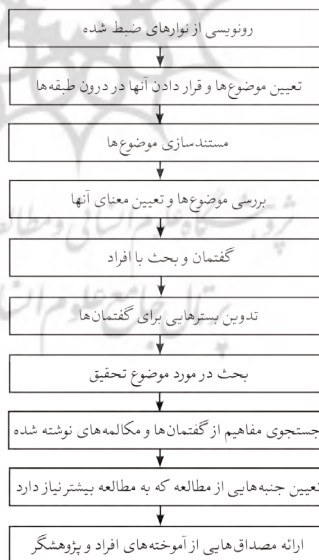 رونویسی از نوارهای ضبط شده
تعیین موضوع‌ها و قرار دادن آنها در درون طبقه‌ها
مستندسازی موضوع‌ها
بررسی موضوع‌ها و تعیین معنای آنها
گفتمان و بحث با افراد
تدوین بسترهایی برای گفتمان‌ها
بحث در مورد موضوع تحقیق
جستجوی مفاهیم از گفتمان‌ها و مکالمه‌های نوشته شده
تعیین جنبه‌هایی از مطالعه که به مطالعه بیشتر نیاز دارد
ارائه مصداق‌هایی از آموخته‌های افراد و پژوهشگر